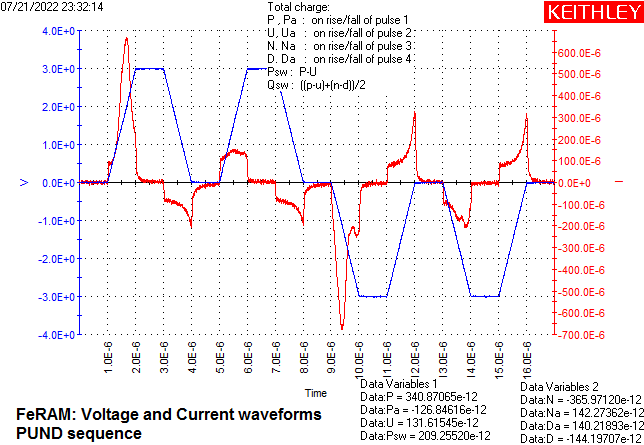 07/21/2022 23:32:14
KEITHLEY
Total charge:
P , Pa : on rise/fall of pulse 1
U, Ua : on rise/fall of pulse 2
N. Na : on rise/fall of pulse 3
D. Da : on rise/fall of pulse 4
Psw : P-U
Qsw : ((p-u)+(n-d))/2
4.0E+0
3.0E+0
2.0E+0
1.0E+0
0.0E+0
-1.0E+0
-2.0E+0
-3.0E+0
-4.0E+0
V
600.0E-6
500.0E-6
400.0E-6
300.0E-6
200.0E-6
100.0E-6
0.0E+0
-100.0E-6
-200.0E-6
-300.0E-6
-400.0E-6
-500.0E-6
-600.0E-6
-700.0E-6
I
1.0E-6
2.0E-6
3.0E-6
4.0E-6
5.0E-6
6.0E-6
7.0E-6
8.0E-6
9.0E-6
10.0E-6
11.0E-6
12.0E-6
13.0E-6
14.0E-6
15.0E-6
16.0E-6
Time
FeRAM: Voltage and Current waveforms
PUND sequence
Data Variables 1
Data:P = 340.87065e-12
Data:Pa = -126.84616e-12
Data:U = 131.61545e-12
Data:Psw = 209.25520e-12
Data Variables 2
Data:N = -365.97120e-12
Data:Na = 142.27362e-12
Data:Da = 140.21893e-12
Data:D = -144.19707e-12